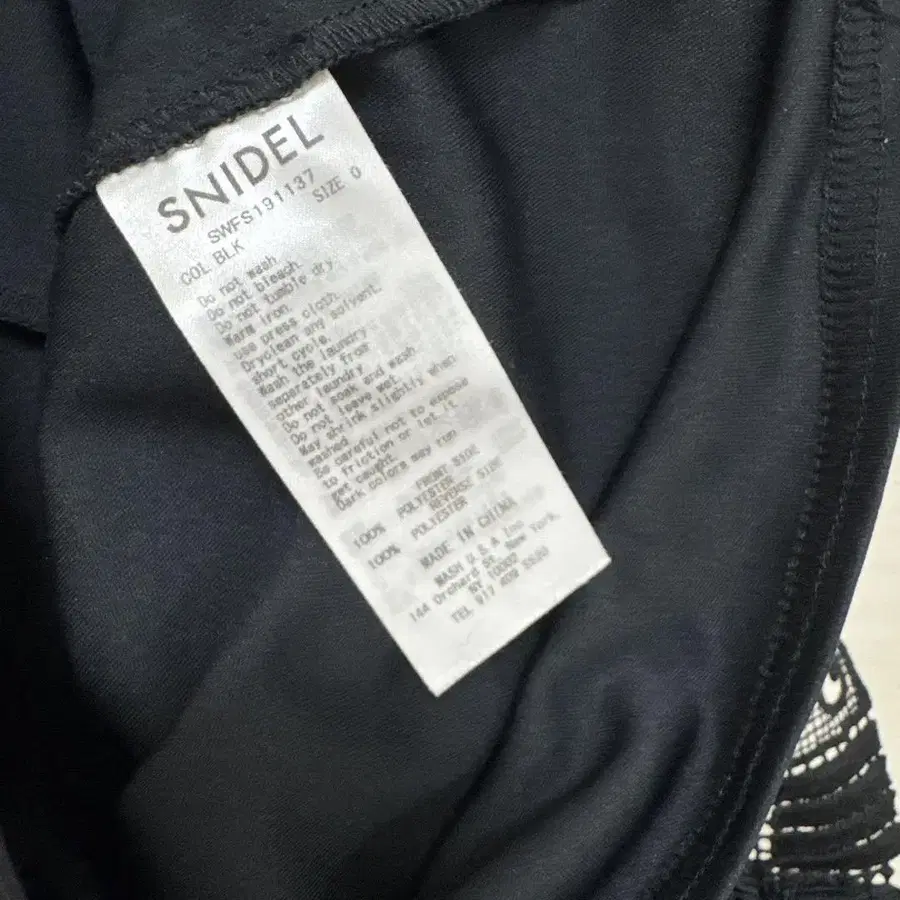 SNIDEL
SWFS191137
COL BLK SIZE 0
Do not wash
Do not bleach.
Do not tumble dry.
Warm iron.
use press cloth.
Dryclean any solvent.
short cycle.
Wash the laundry
separately from
other laundry
Do not soak and wash
Do not leave wet.
May shrink slightly when
washed
Be careful not to expose
to friction or let it
get caught
Dark colors may run
FRONT SIDE
100% POLYESTER
REVERSE SIDE
100% POLYESTER
MADE IN CHINA
MASH U.S.A Inc
144 Orchard St. New York.
NY 10002
TEL 917 409 5580